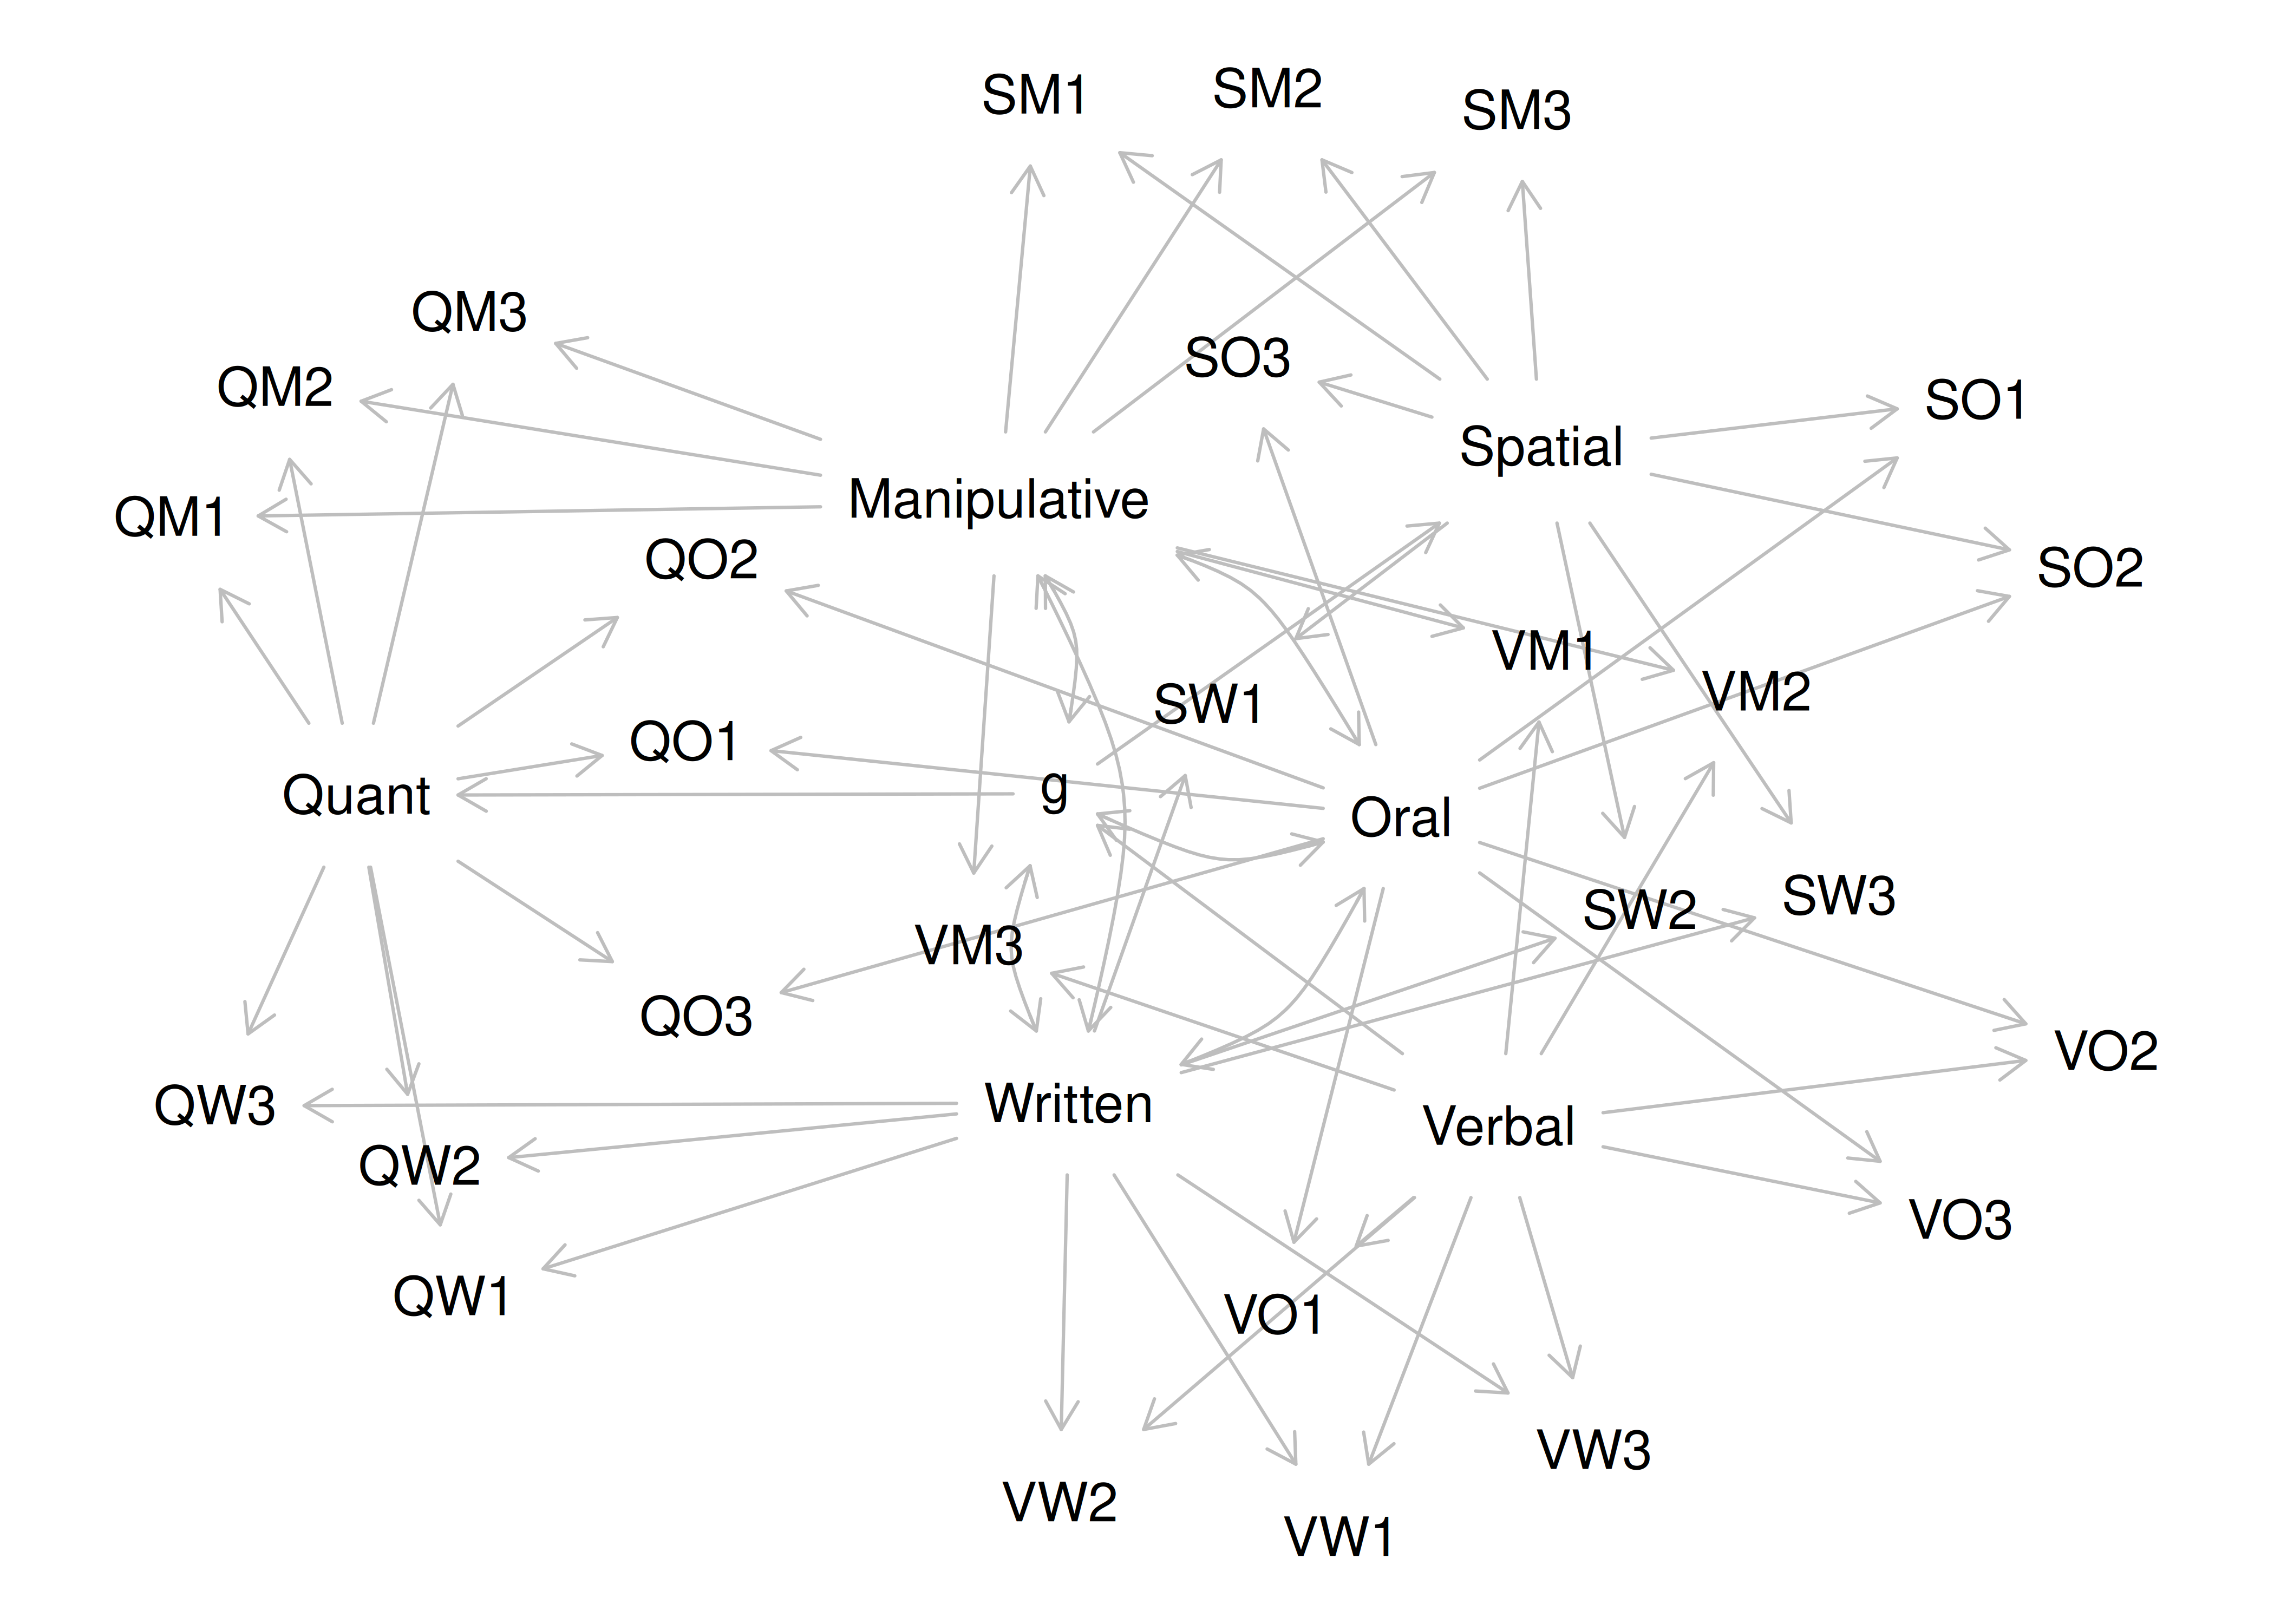 SM1
SM2
SM3
QM3
SO3
QM2
SO1
Spatial
Manipulative
QM1
QO2
SO2
VM1
VM2
SW1
QO1
g
Quant
Oral
SW3
SW2
VM3
QO3
VO2
QW3
Written
Verbal
QW2
VO3
QW1
VO1
VW3
VW2
VW1